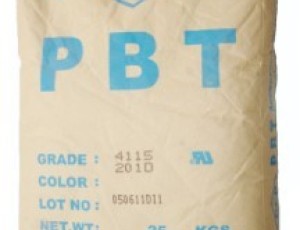 PBT
GRADE : 4115
2010
COLOR :
LOT NO : 050611D11
NET.WT: 25 KGS